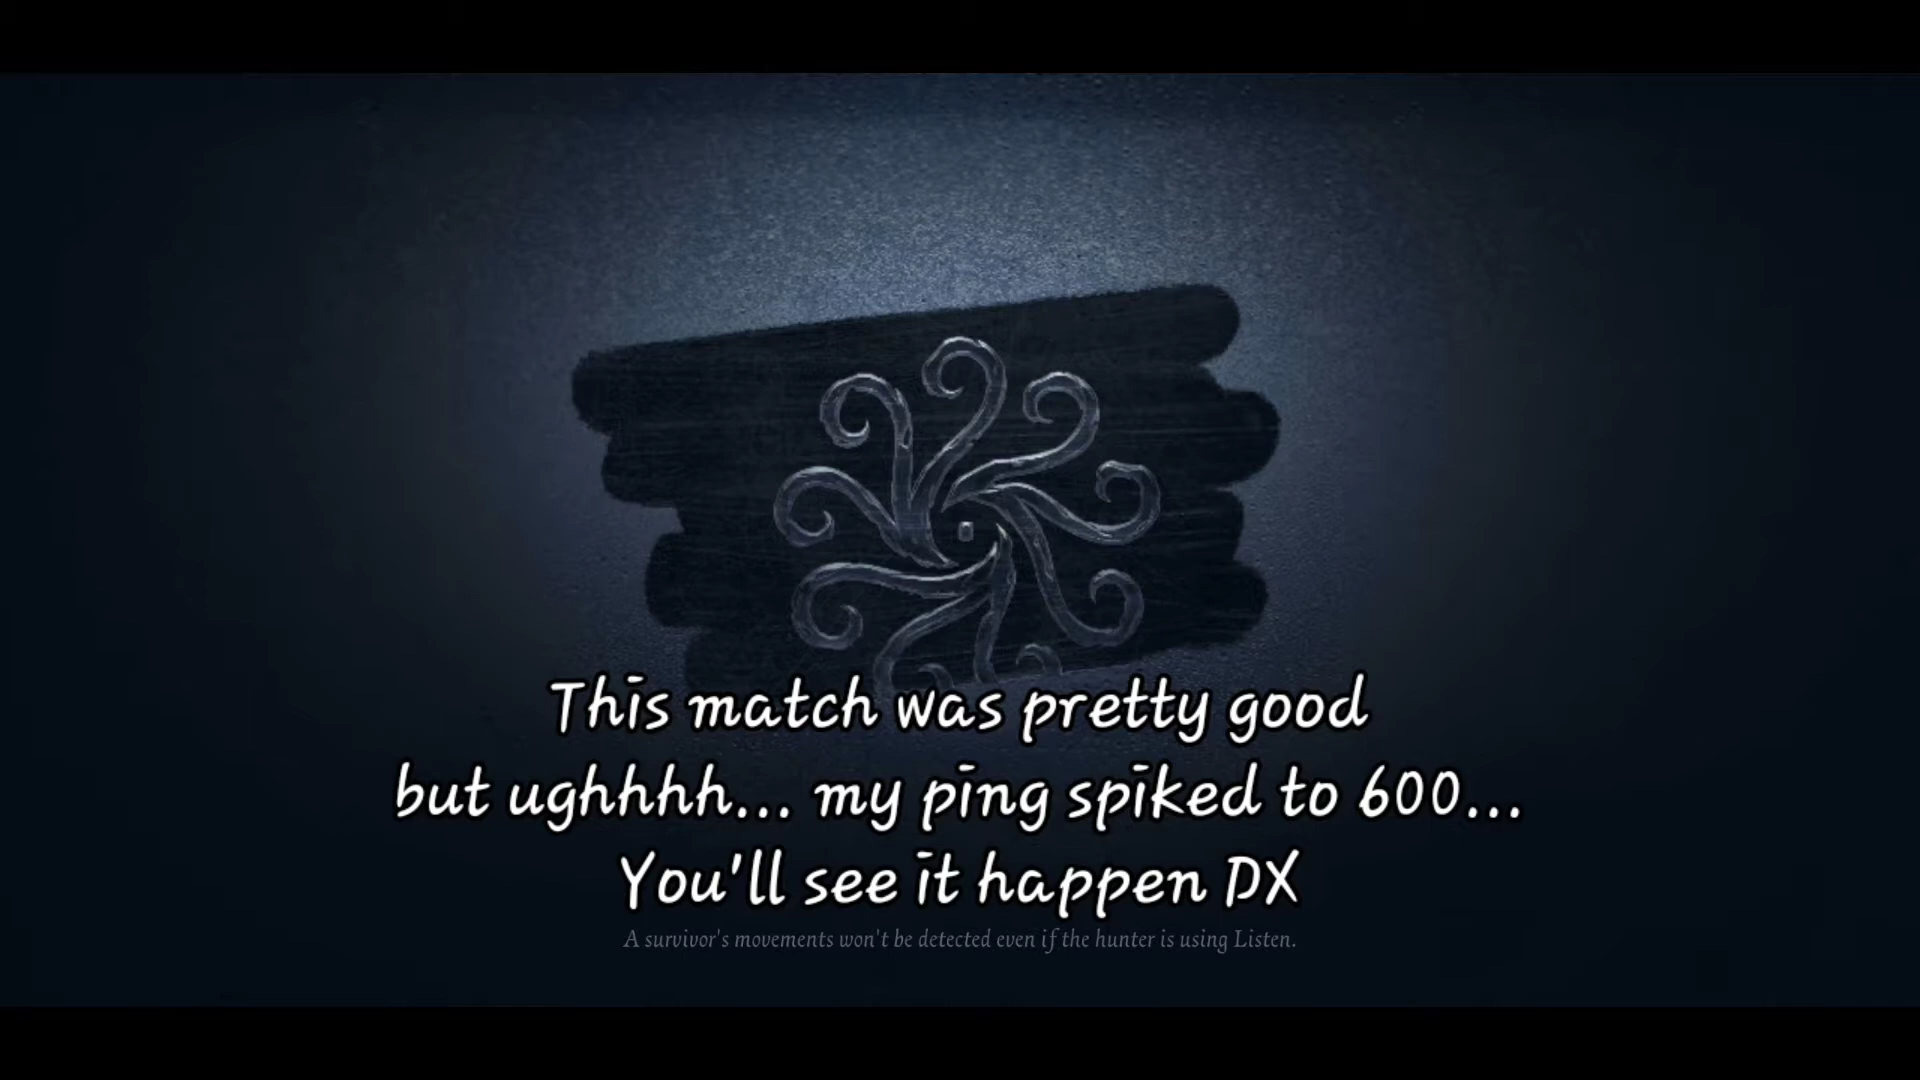 This match was pretty good
but ughhhh... my ping spiked to 600...
You'll see it happen DX
A survivor's movements won't be detected even if the hunter is using Listen.